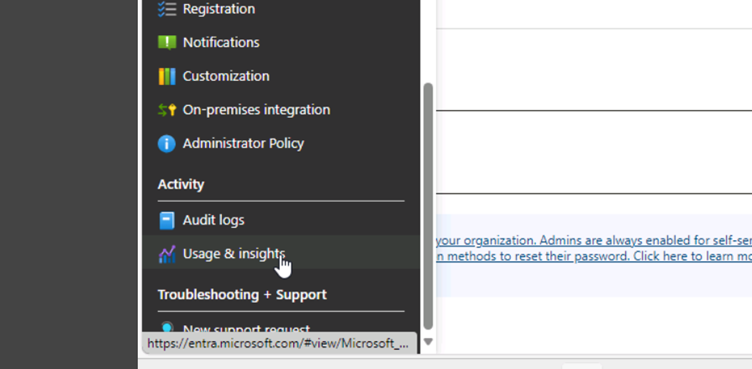 Registration
Notifications
Customization
On-premises integration
Administrator Policy
Activity
Audit logs
Usage & insights
your organization. Admins are always enabled for self-ser
n methods to reset their password. Click here to learn mo
Troubleshooting + Support
New support request
https://entra.microsoft.com/#view/Microsoft_...